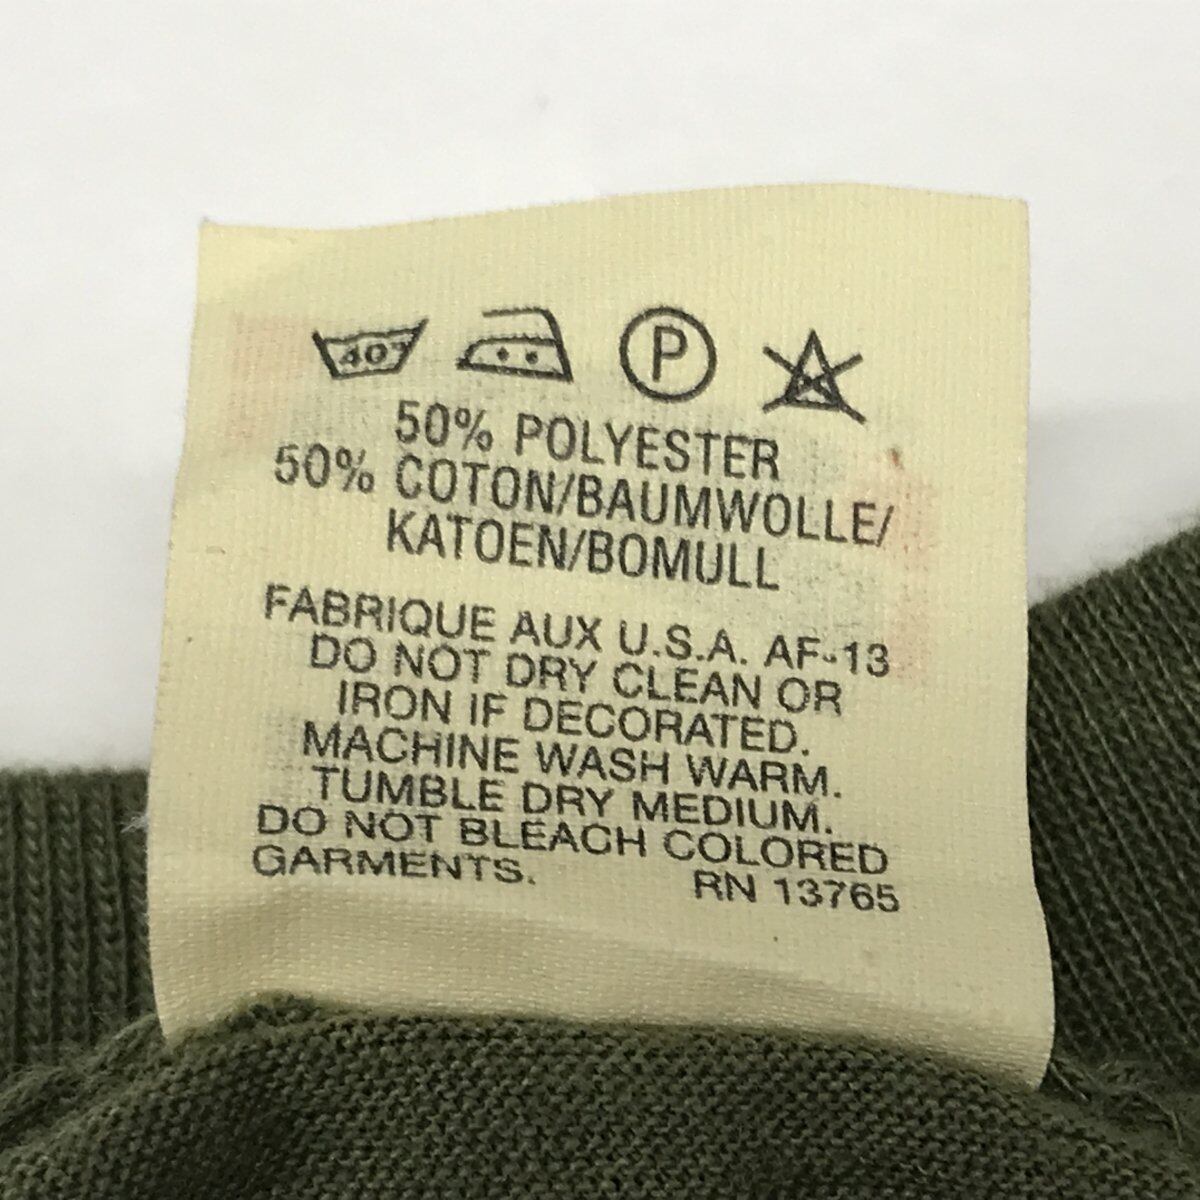 40°
P
50% POLYESTER
50% COTON/BAUMWOLLE/
KATOEN/BOMULL
FABRIQUE AUX U.S.A. AF-13
DO NOT DRY CLEAN OR
IRON IF DECORATED.
MACHINE WASH WARM.
TUMBLE DRY MEDIUM.
DO NOT BLEACH COLORED
GARMENTS. RN 13765